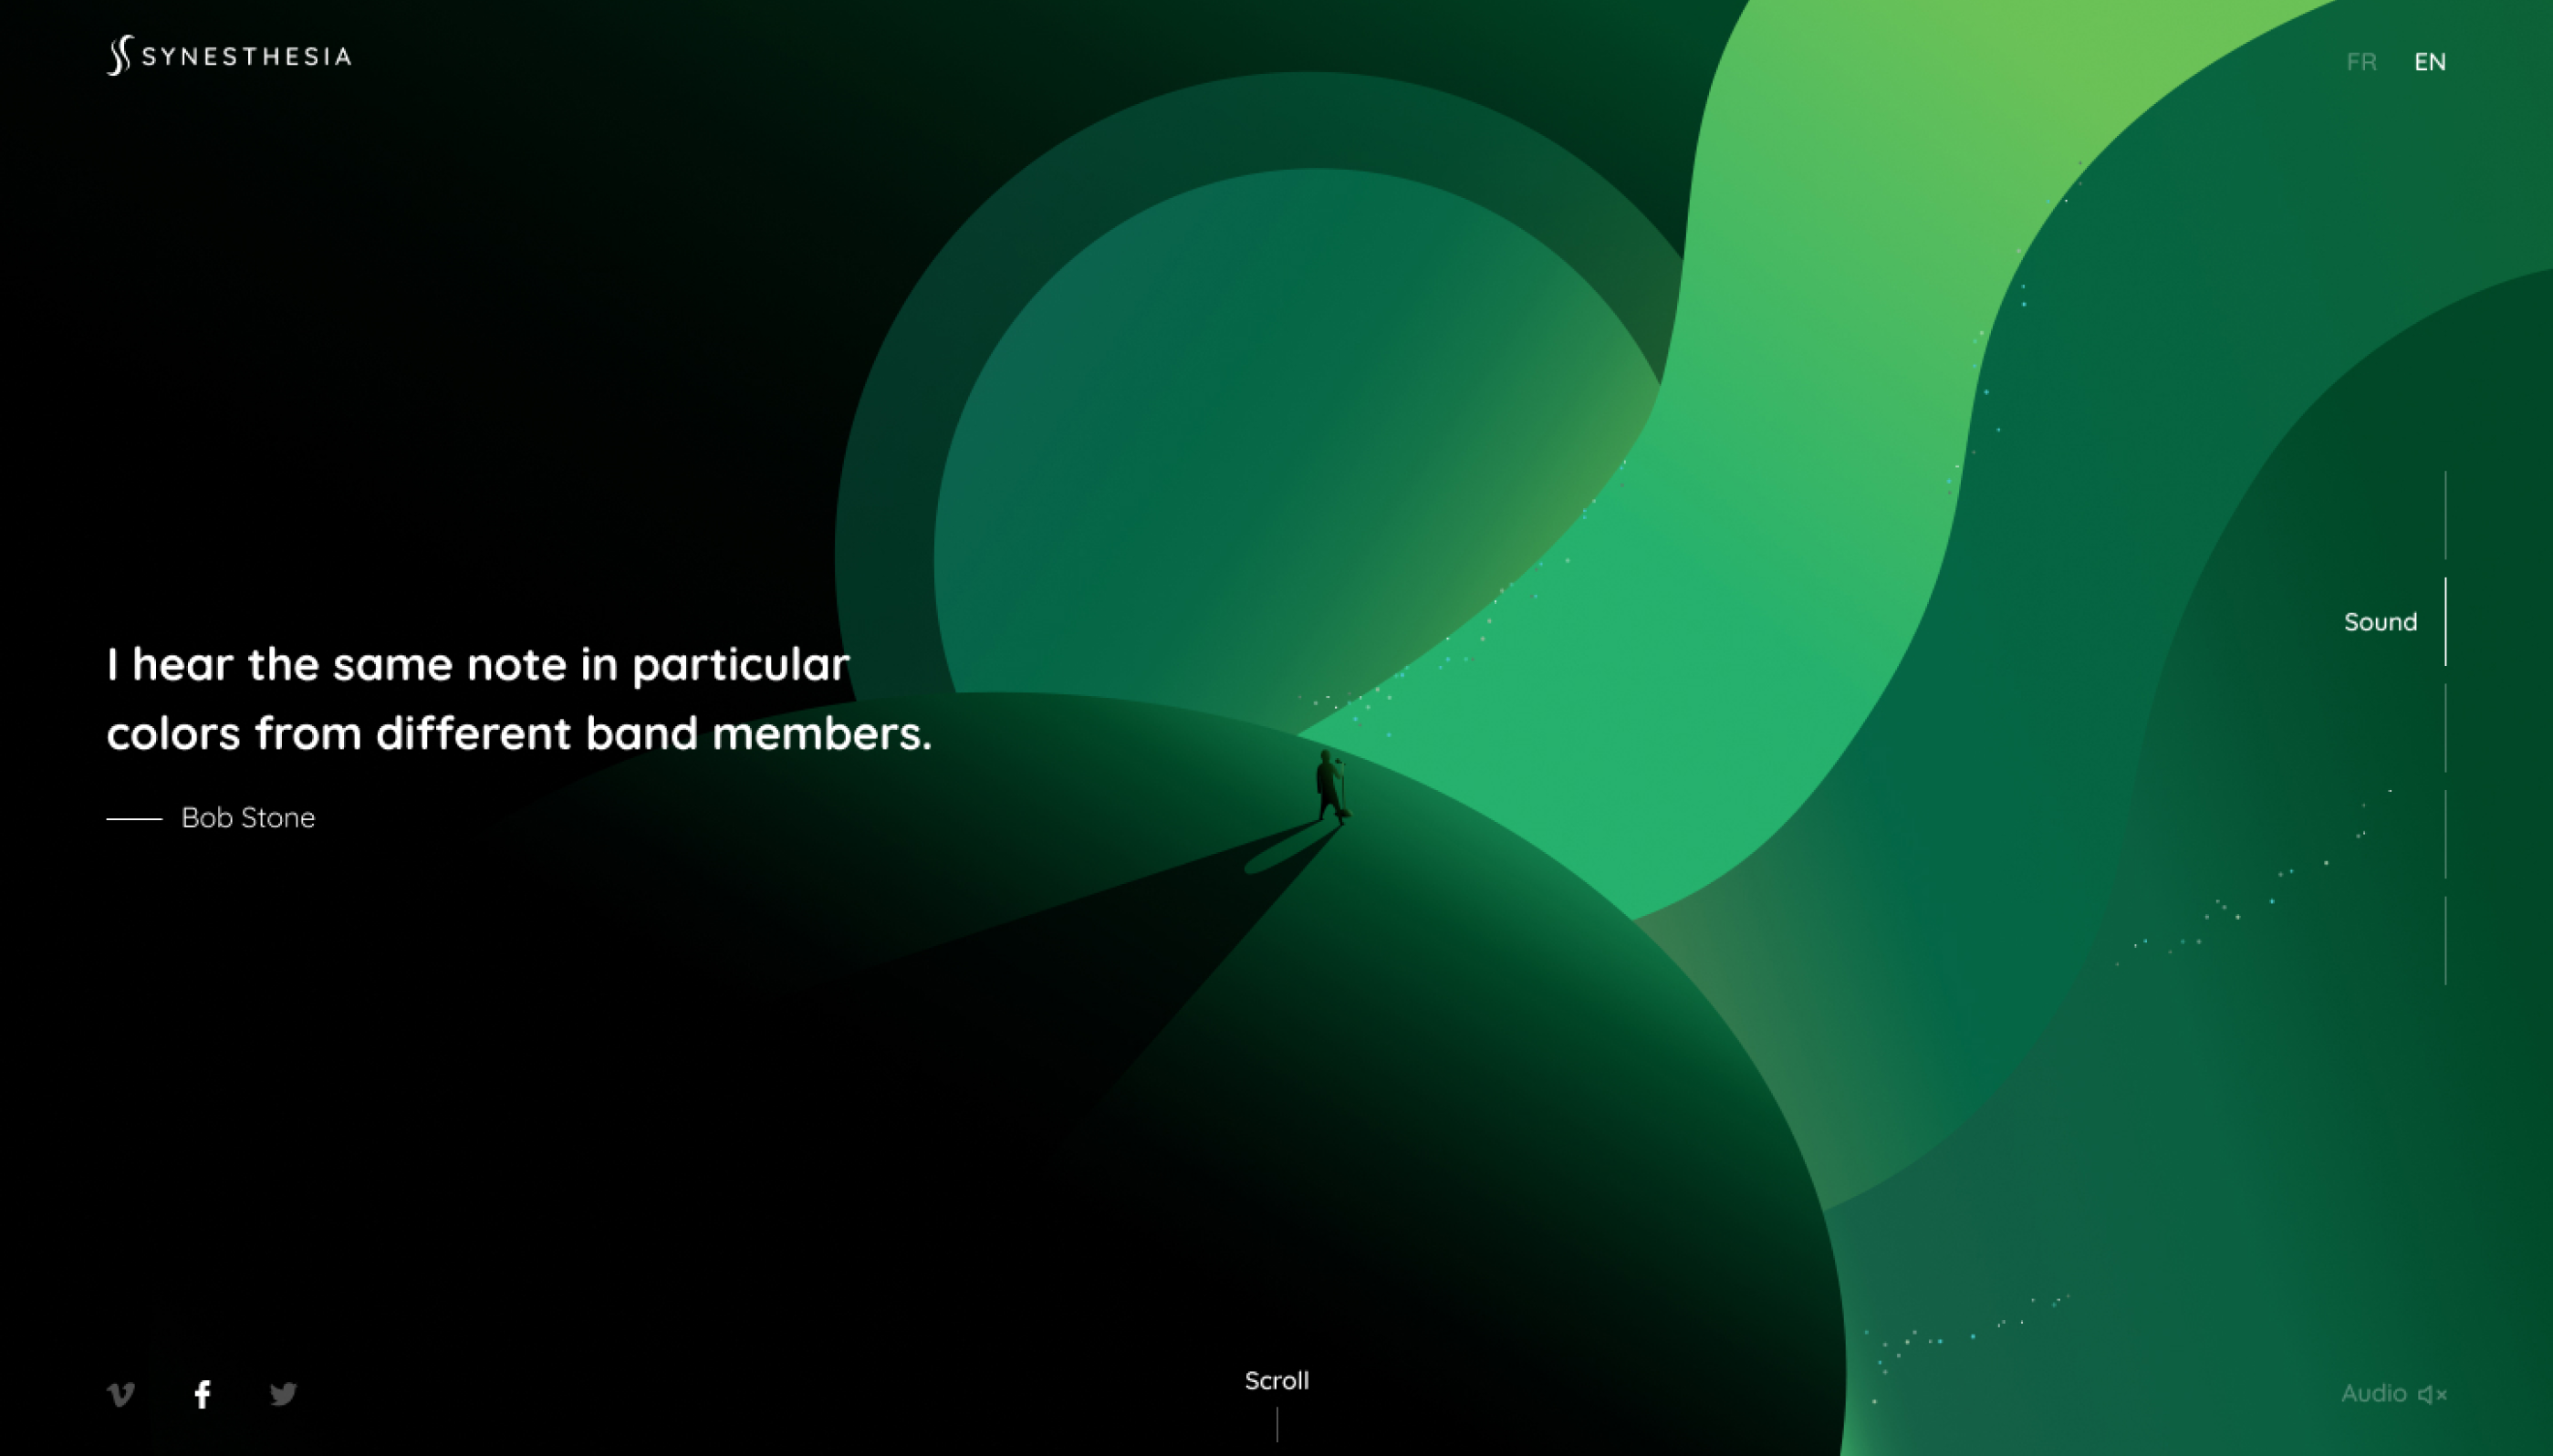 SYNESTHESIA
FR EN
Sound
I hear the same note in particular
colors from different band members.
Bob Stone
Scroll
Audio